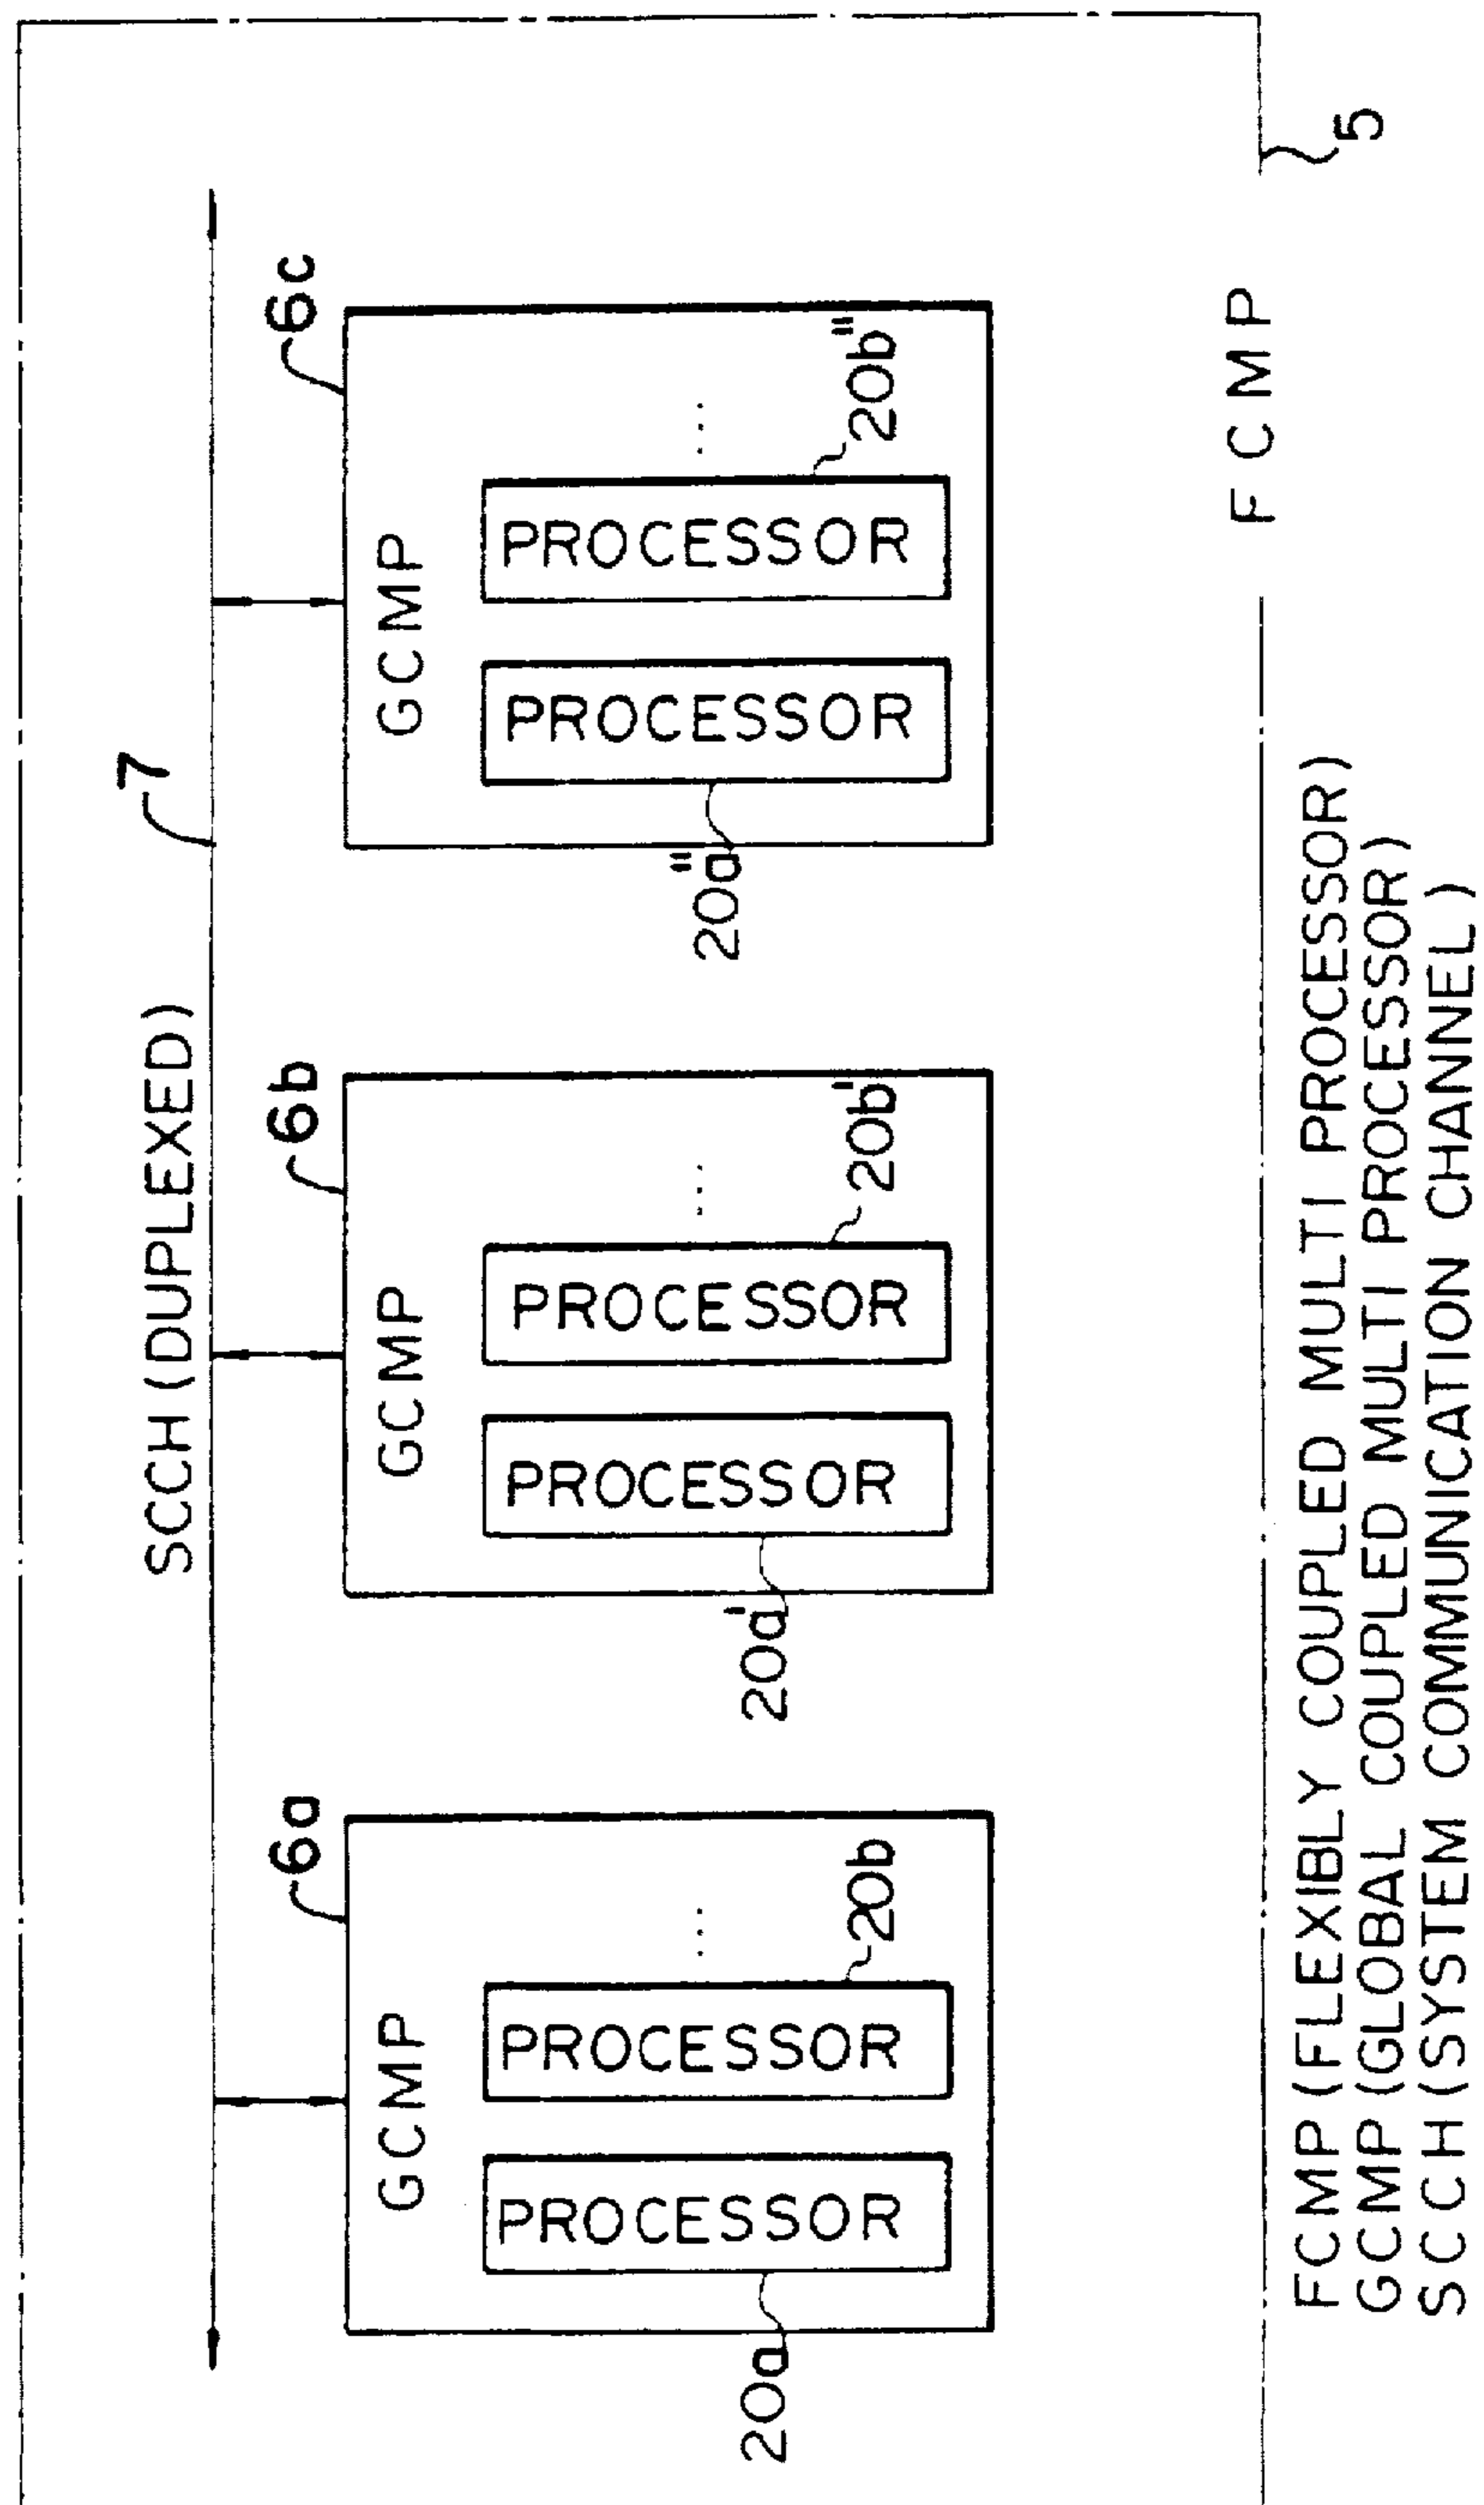 7
SCCH (DUPLEXED)
6a
6b
6c
GCMP
GCMP
GCMP
PROCESSOR
PROCESSOR
PROCESSOR
PROCESSOR
PROCESSOR
PROCESSOR
20a
20b
20a'
20b'
20a"
20b"
FCMP
5
FCMP (FLEXIBLY COUPLED MULTI PROCESSOR)
GCMP (GLOBAL COUPLED MULTI PROCESSOR)
SCCH (SYSTEM COMMUNICATION CHANNEL)